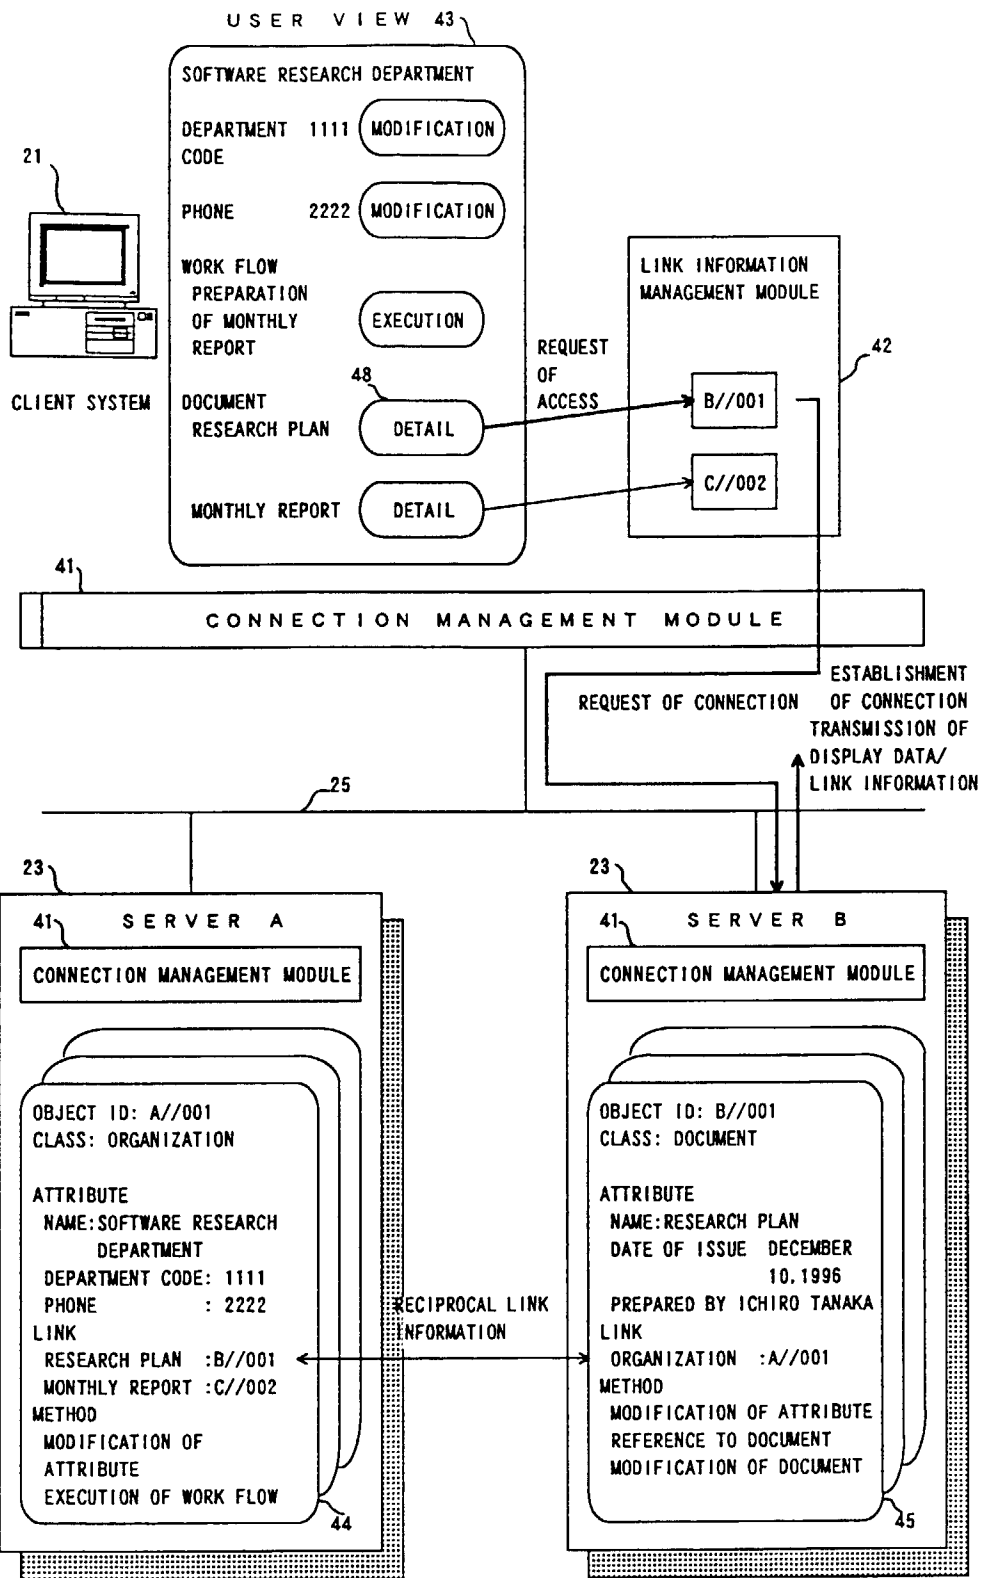 USER VIEW 43
SOFTWARE RESEARCH DEPARTMENT
DEPARTMENT CODE 1111 MODIFICATION
PHONE 2222 MODIFICATION
WORK FLOW
PREPARATION
OF MONTHLY
REPORT
EXECUTION
48
DOCUMENT
RESEARCH PLAN DETAIL
MONTHLY REPORT DETAIL
21
CLIENT SYSTEM
REQUEST
OF
ACCESS
LINK INFORMATION
MANAGEMENT MODULE
42
B//001
C//002
41
CONNECTION MANAGEMENT MODULE
REQUEST OF CONNECTION
ESTABLISHMENT
OF CONNECTION
TRANSMISSION OF
DISPLAY DATA/
LINK INFORMATION
25
23
SERVER A
41
CONNECTION MANAGEMENT MODULE
OBJECT ID: A//001
CLASS: ORGANIZATION
ATTRIBUTE
NAME:SOFTWARE RESEARCH
DEPARTMENT
DEPARTMENT CODE: 1111
PHONE : 2222
LINK
RESEARCH PLAN :B//001
MONTHLY REPORT :C//002
METHOD
MODIFICATION OF
ATTRIBUTE
EXECUTION OF WORK FLOW
44
RECIPROCAL LINK
INFORMATION
23
SERVER B
41
CONNECTION MANAGEMENT MODULE
OBJECT ID: B//001
CLASS: DOCUMENT
ATTRIBUTE
NAME:RESEARCH PLAN
DATE OF ISSUE DECEMBER
10.1996
PREPARED BY ICHIRO TANAKA
LINK
ORGANIZATION :A//001
METHOD
MODIFICATION OF ATTRIBUTE
REFERENCE TO DOCUMENT
MODIFICATION OF DOCUMENT
45